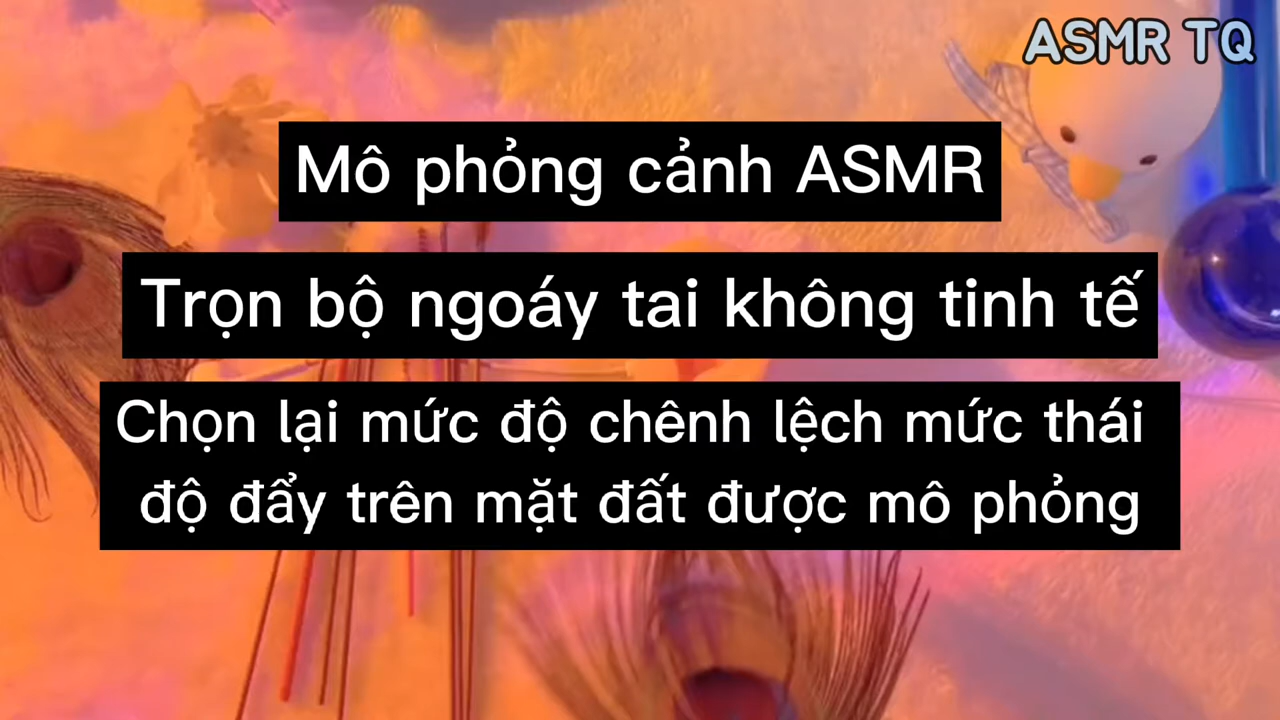 ASMR TQ
Mô phỏng cảnh ASMR
Trọn bộ ngoáy tai không tinh tế
Chọn lại mức độ chênh lệch mức thái
độ đẩy trên mặt đất được mô phỏng